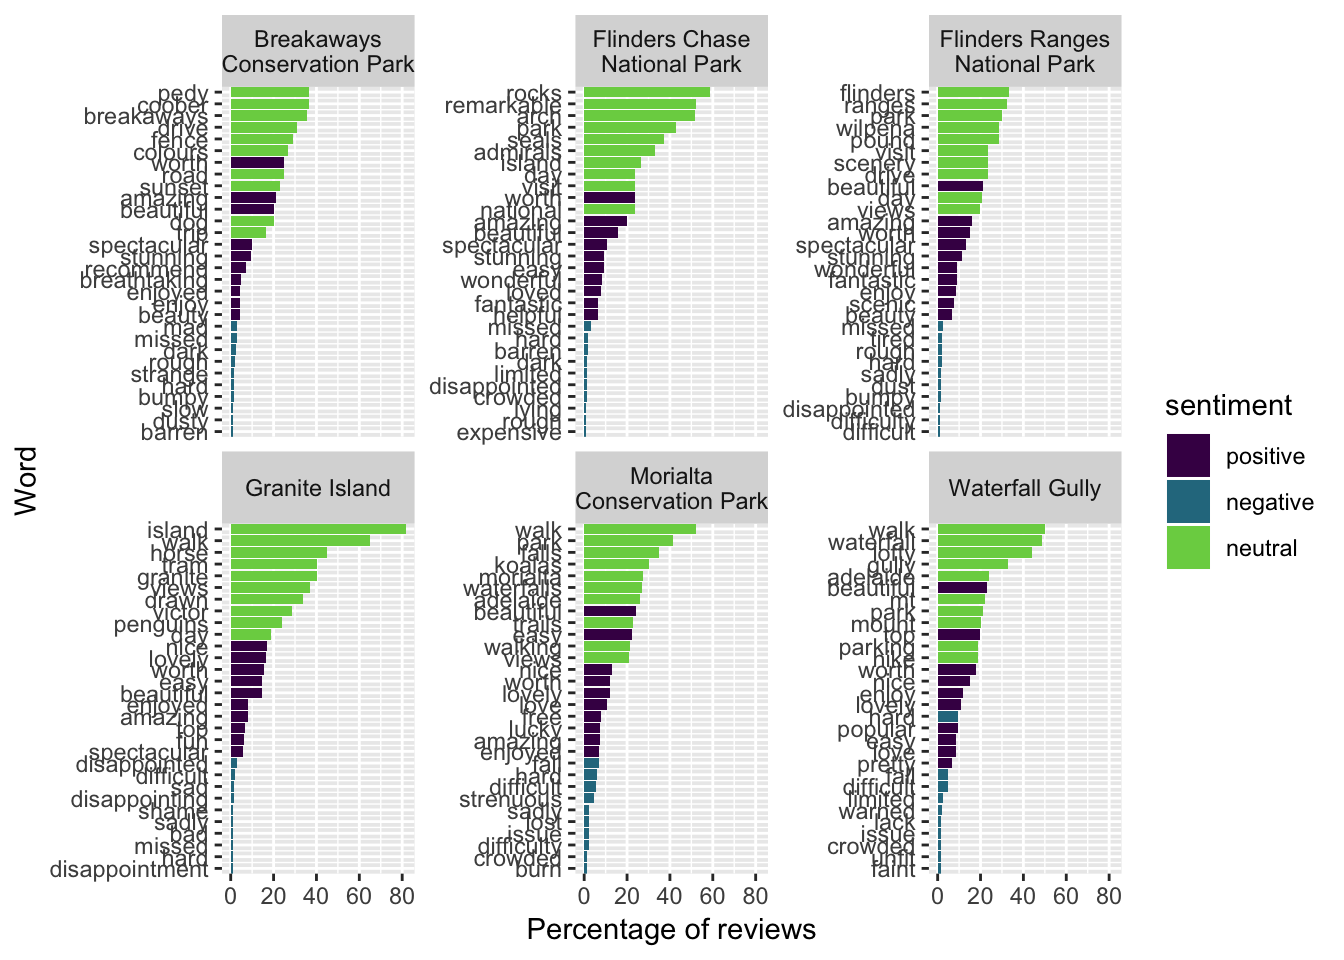 Breakaways
Conservation Park
pedy
coober
breakaways
drive
fence
colours
worth
road
sunset
amazing
beautiful
dog
trip
spectacular
stunning
recommend
breathtaking
enjoyed
enjoy
beauty
mad
missed
dark
rough
strange
hard
bumpy
slow
dusty
barren
Flinders Chase
National Park
rocks
remarkable
arch
park
seals
admirals
island
day
visit
worth
national
amazing
beautiful
spectacular
stunning
easy
wonderful
loved
fantastic
helpful
missed
hard
barren
dark
limited
disappointed
crowded
lying
rough
expensive
Flinders Ranges
National Park
flinders
ranges
park
wilpena
pound
visit
scenery
drive
beautiful
day
views
amazing
worth
spectacular
stunning
wonderful
fantastic
enjoy
scenic
beauty
missed
tired
rough
hard
sadly
dust
bumpy
disappointed
difficulty
difficult
Granite Island
island
walk
horse
tram
granite
views
drawn
victor
penguins
day
nice
lovely
worth
easy
beautiful
enjoyed
amazing
top
fun
spectacular
disappointed
difficult
sad
disappointing
shame
sadly
bad
missed
hard
disappointment
0 20 40 60 80
Morialta
Conservation Park
walk
park
falls
koalas
morialta
waterfalls
adelaide
beautiful
trails
easy
walking
views
nice
worth
lovely
love
free
lucky
amazing
enjoyed
fall
hard
difficult
strenuous
sadly
lost
issue
difficulty
crowded
burn
0 20 40 60 80
Waterfall Gully
walk
waterfall
lofty
gully
adelaide
beautiful
mt
park
mount
top
parking
hike
worth
nice
enjoy
lovely
hard
popular
easy
love
pretty
fall
difficult
limited
warned
lack
issue
crowded
unfit
faint
0 20 40 60 80
Word
Percentage of reviews
sentiment
positive
negative
neutral